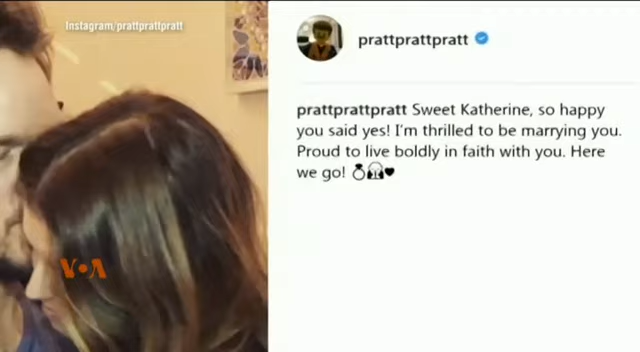 Instagram/prattprattpratt
prattprattpratt
prattprattpratt Sweet Katherine, so happy
you said yes! I'm thrilled to be marrying you.
Proud to live boldly in faith with you. Here
we go! 💍🙏♥
VOA